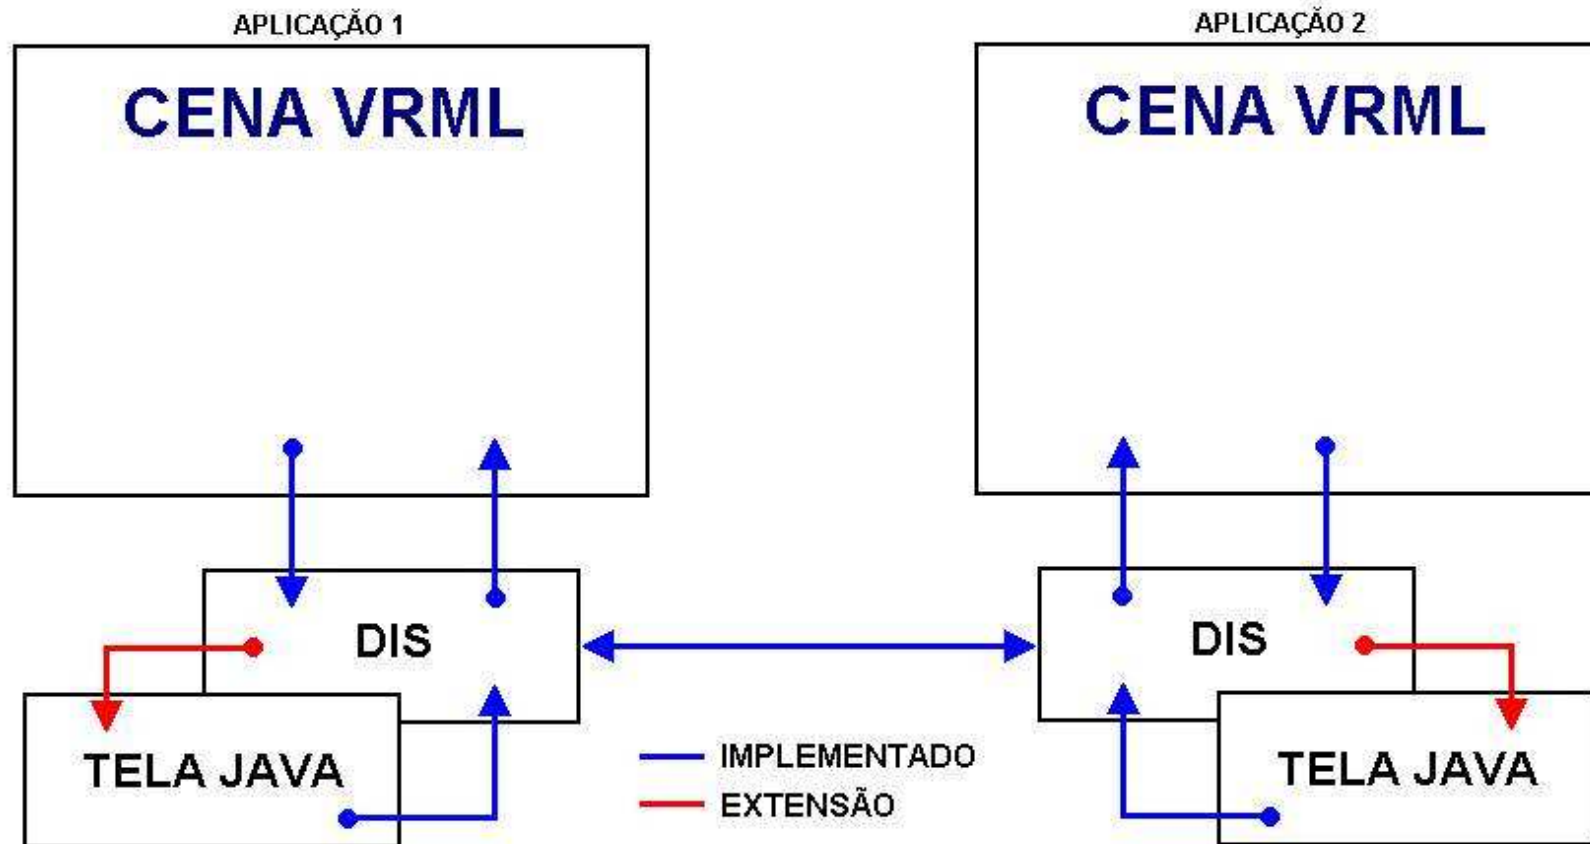 APLICAÇÃO 1
APLICAÇÃO 2
CENA VRML
CENA VRML
DIS
DIS
TELA JAVA
TELA JAVA
IMPLEMENTADO
EXTENSÃO